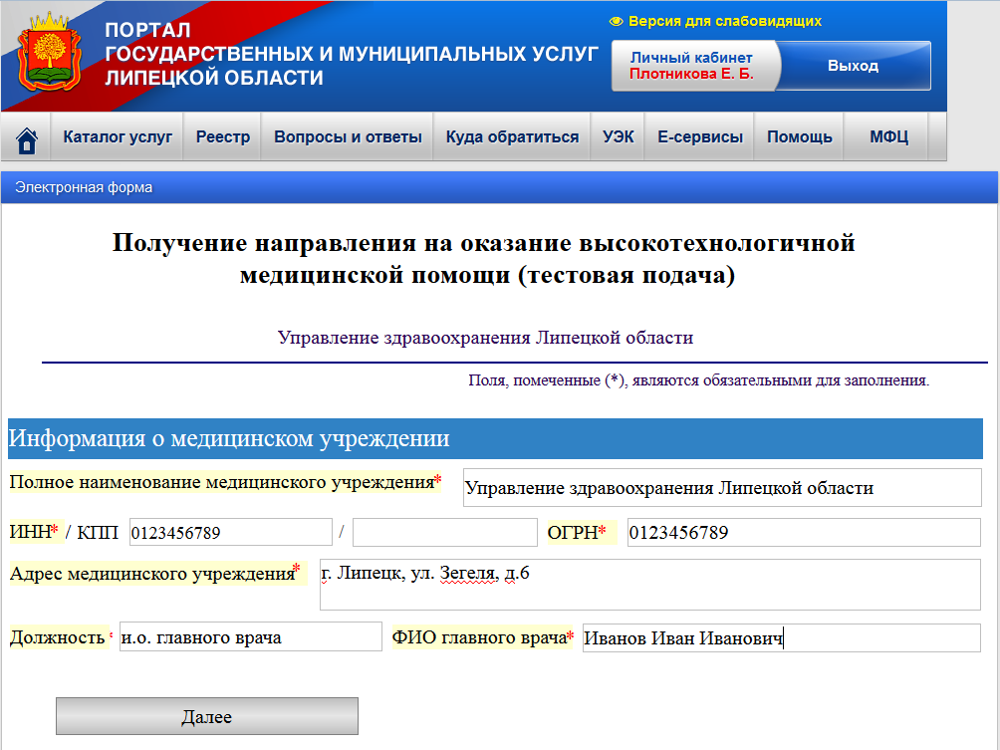 ПОРТАЛ
ГОСУДАРСТВЕННЫХ И МУНИЦИПАЛЬНЫХ УСЛУГ
ЛИПЕЦКОЙ ОБЛАСТИ
Версия для слабовидящих
Личный кабинет
Плотникова Е. Б.
Выход
Каталог услуг Реестр Вопросы и ответы Куда обратиться УЭК Е-сервисы Помощь МФЦ
Электронная форма
Получение направления на оказание высокотехнологичной
медицинской помощи (тестовая подача)
Управление здравоохранения Липецкой области
Поля, помеченные (*), являются обязательными для заполнения.
Информация о медицинском учреждении
Полное наименование медицинского учреждения* Управление здравоохранения Липецкой области
ИНН* / КПП 0123456789 / ОГРН* 0123456789
Адрес медицинского учреждения* г. Липецк, ул. Зегеля, д.6
Должность * и.о. главного врача ФИО главного врача* Иванов Иван Иванович
Далее